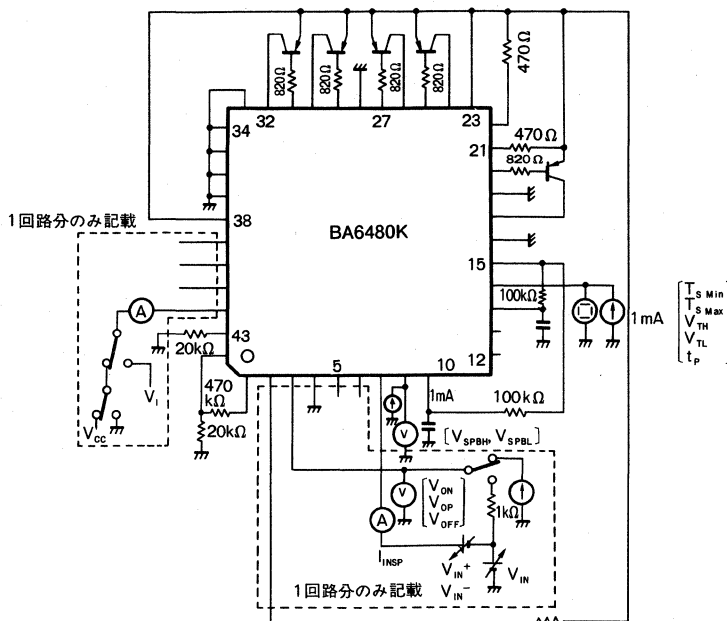 820Ω 820Ω 820Ω 820Ω 470Ω
32 27 23
34
21 470Ω
820Ω
38
1回路分のみ記載
BA6480K
15
A
100kΩ
1mA
T_S Min
T_S Max
V_TH
V_TL
t_P
43
20kΩ
12
5 10
V_I
470
kΩ
1mA
100kΩ
V_CC
20kΩ
V
[V_SPBH, V_SPBL]
V
V_ON
V_OP
V_OFF
1kΩ
A
I_INSP
V_IN+
V_IN-
V_IN
1回路分のみ記載